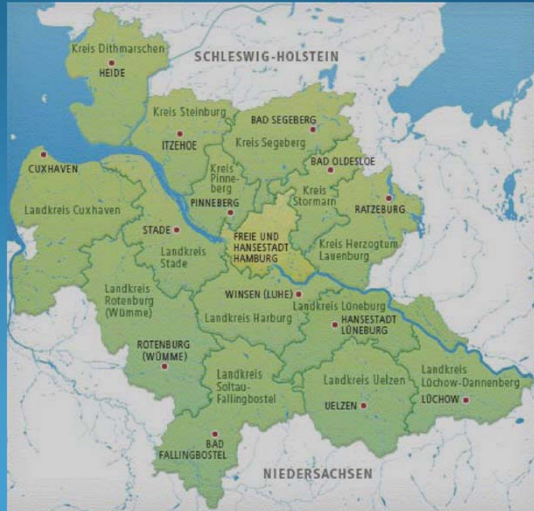 Kreis Dithmarschen
HEIDE
SCHLESWIG-HOLSTEIN
Kreis Steinburg
ITZEHOE
BAD SEGEBERG
Kreis Segeberg
CUXHAVEN
Landkreis Cuxhaven
Kreis
Pinne-
berg
PINNEBERG
BAD OLDESLOE
Kreis
Stormarn
RATZEBURG
STADE
Landkreis
Stade
FREIE UND
HANSESTADT
HAMBURG
Kreis Herzogtum
Lauenburg
Landkreis
Rotenburg
(Wümme)
WINSEN (LUHE)
Landkreis Harburg
Landkreis Lüneburg
HANSESTADT
LÜNEBURG
ROTENBURG
(WÜMME)
Landkreis
Soltau-
Fallingbostel
Landkreis Uelzen
UELZEN
Landkreis
Lüchow-Dannenberg
LÜCHOW
BAD
FALLINGBOSTEL
NIEDERSACHSEN